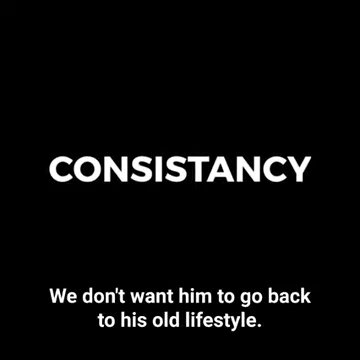 CONSISTANCY
We don't want him to go back
to his old lifestyle.